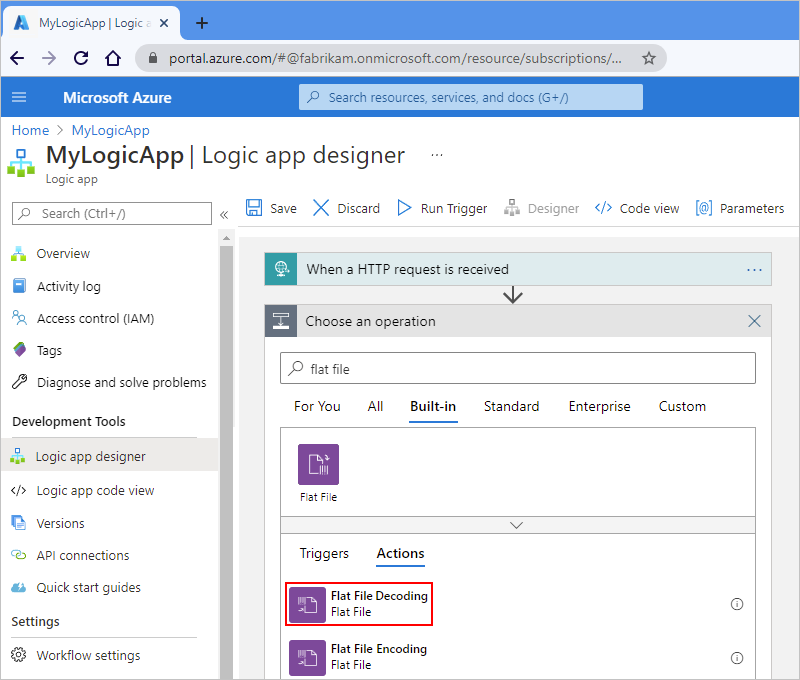 MyLogicApp | Logic a
portal.azure.com/#@fabrikam.onmicrosoft.com/resource/subscriptions/...
Microsoft Azure
Search resources, services, and docs (G+/)
Home > MyLogicApp
MyLogicApp | Logic app designer ...
Logic app
Search (Ctrl+/) «
Save Discard Run Trigger Designer Code view Parameters
Overview
Activity log
Access control (IAM)
Tags
Diagnose and solve problems
Development Tools
Logic app designer
Logic app code view
Versions
API connections
Quick start guides
Settings
Workflow settings
When a HTTP request is received ...
Choose an operation
flat file
For You All Built-in Standard Enterprise Custom
Flat File
Triggers Actions
Flat File Decoding
Flat File
Flat File Encoding
Flat File